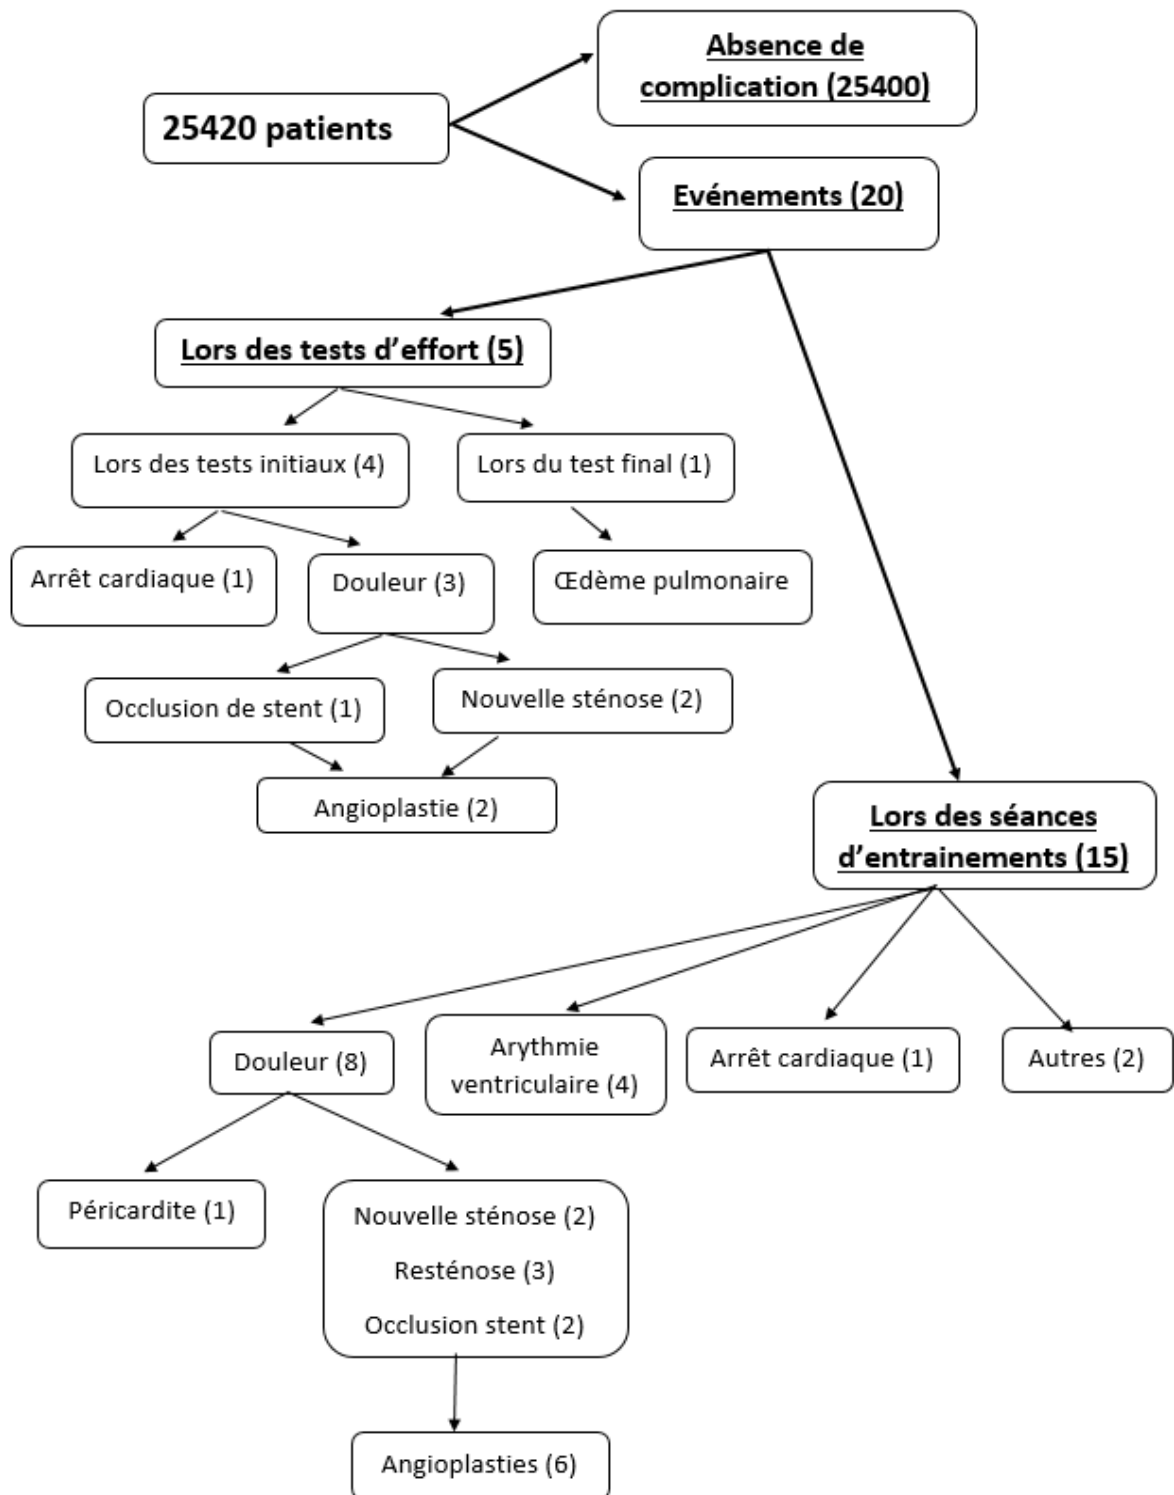 Absence de
complication (25400)
25420 patients
Evénements (20)
Lors des tests d’effort (5)
Lors des tests initiaux (4)
Lors du test final (1)
Arrêt cardiaque (1)
Douleur (3)
Œdème pulmonaire
Occlusion de stent (1)
Nouvelle sténose (2)
Angioplastie (2)
Lors des séances
d’entrainements (15)
Douleur (8)
Arythmie
ventriculaire (4)
Arrêt cardiaque (1)
Autres (2)
Péricardite (1)
Nouvelle sténose (2)
Resténose (3)
Occlusion stent (2)
Angioplasties (6)